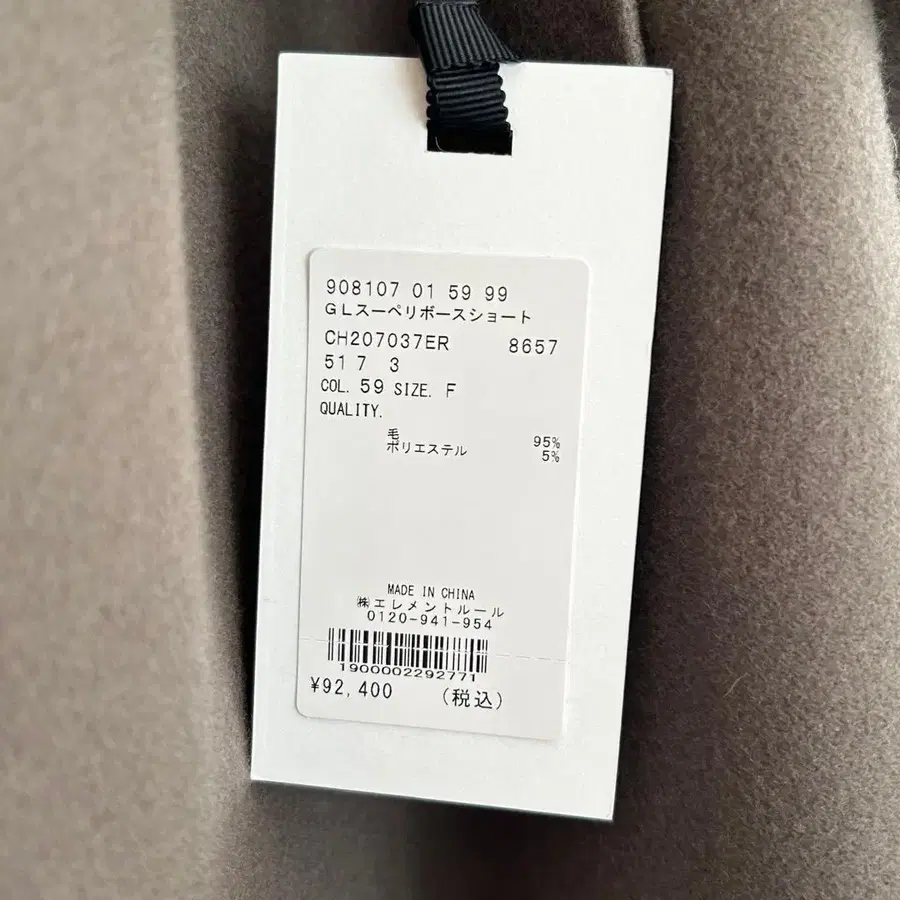 908107 01 59 99
GLスーペリボースショート
CH207037ER 8657
51 7 3
COL. 59 SIZE. F
QUALITY.
毛 95%
ポリエステル 5%
MADE IN CHINA
㈱エレメントルール
0120-941-954
1900002292771
¥92,400 (税込)